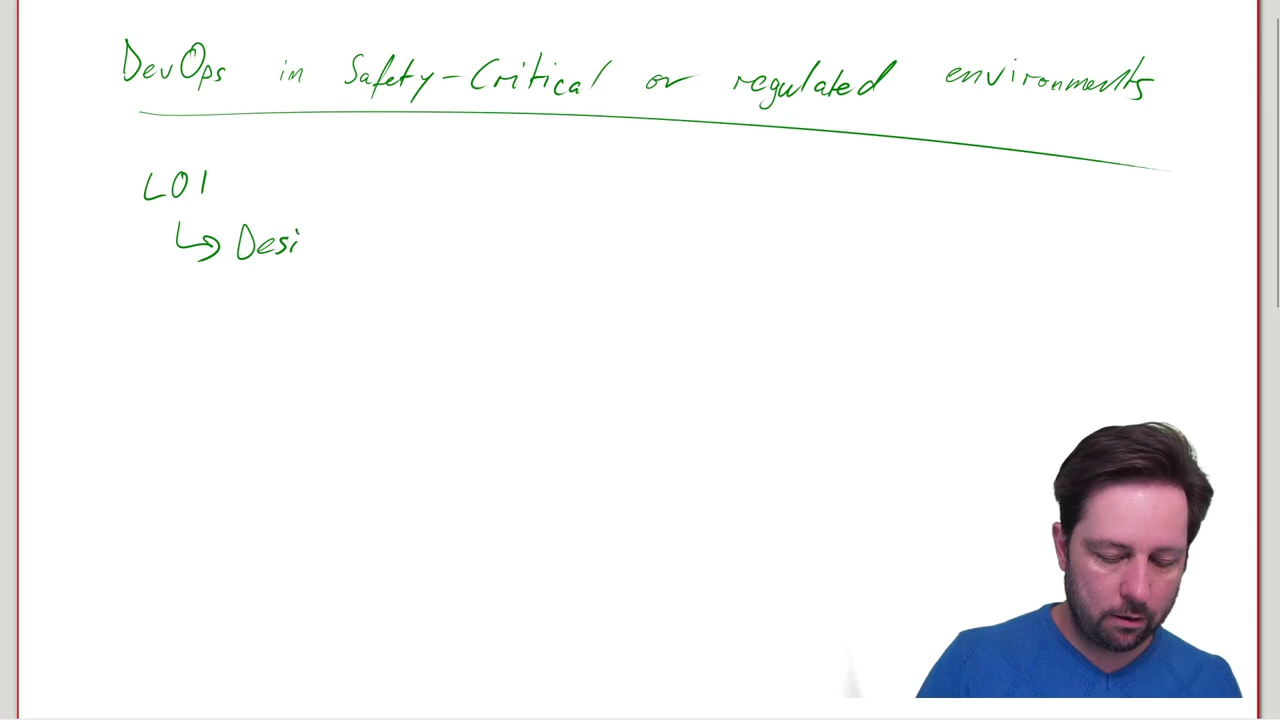 DevOps in Safety-Critical or regulated environments
LO1
↳ Desi